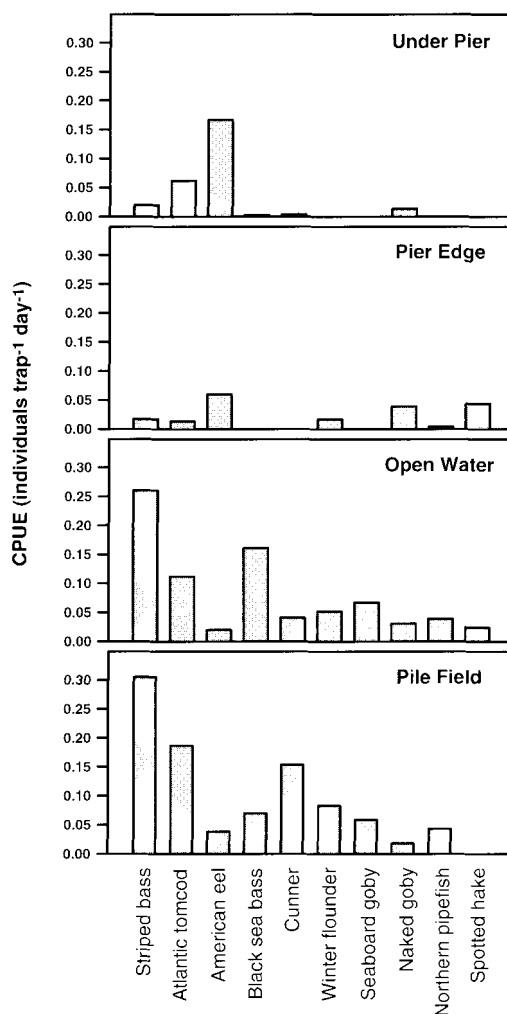 CPUE (individuals trap-1 day-1)
Under Pier
0.30
0.25
0.20
0.15
0.10
0.05
0.00
Pier Edge
0.30
0.25
0.20
0.15
0.10
0.05
0.00
Open Water
0.30
0.25
0.20
0.15
0.10
0.05
0.00
Pile Field
0.30
0.25
0.20
0.15
0.10
0.05
0.00
Striped bass
Atlantic tomcod
American eel
Black sea bass
Cunner
Winter flounder
Seaboard goby
Naked goby
Northern pipefish
Spotted hake